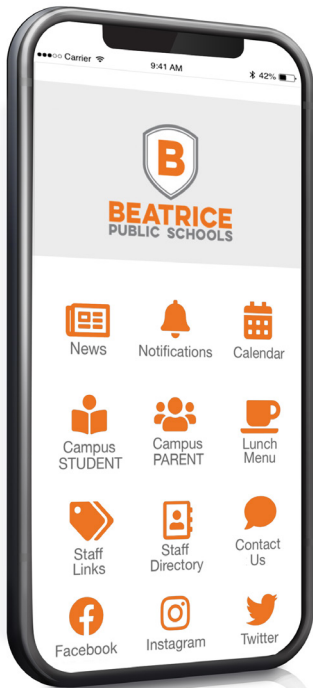 Carrier 9:41 AM 42%
B
BEATRICE
PUBLIC SCHOOLS
News Notifications Calendar
Campus
STUDENT
Campus
PARENT
Lunch
Menu
Staff
Links
Staff
Directory
Contact
Us
Facebook Instagram Twitter